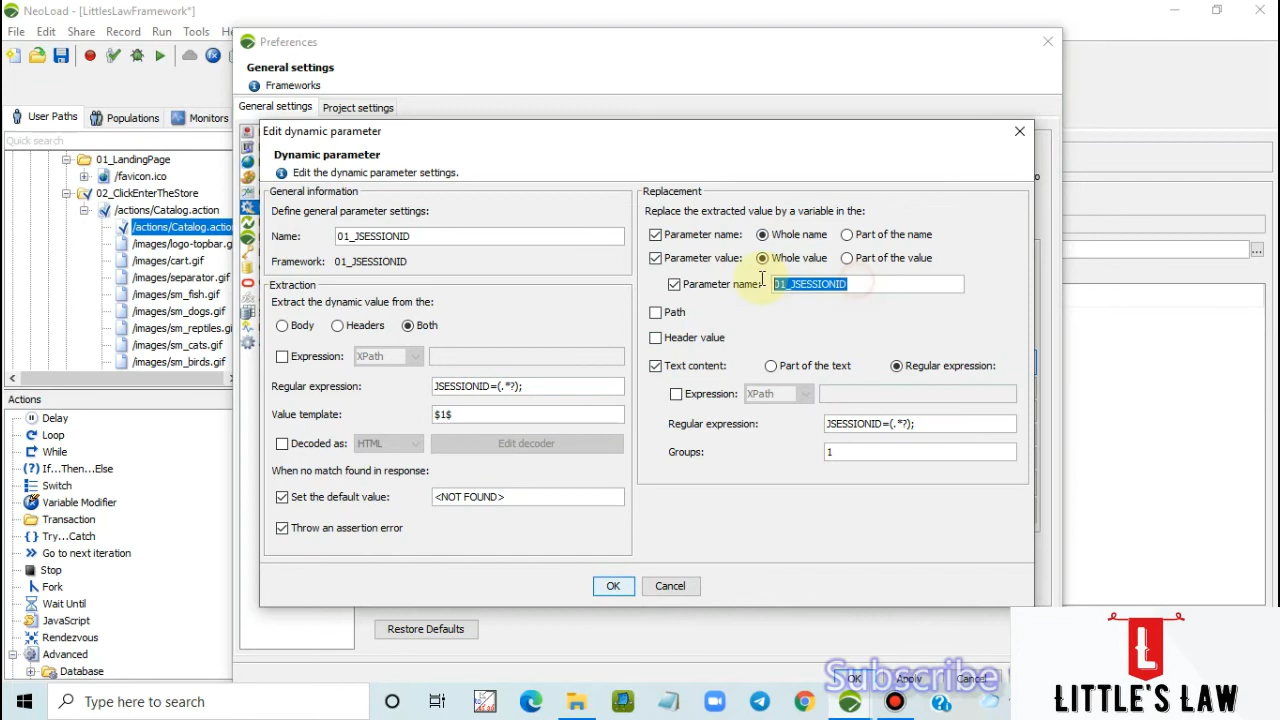 NeoLoad - [LittlesLawFramework*]
File Edit Share Record Run Tools
Preferences
General settings
Frameworks
General settings Project settings
User Paths Populations Monitors
Quick search
01_LandingPage
/favicon.ico
02_ClickEnterTheStore
/actions/Catalog.action
/actions/Catalog.action
/images/logo-topbar.g
/images/cart.gif
/images/separator.gif
/images/sm_fish.gif
/images/sm_dogs.gif
/images/sm_reptiles.gif
/images/sm_cats.gif
/images/sm_birds.gif
Actions
Delay
Loop
While
If...Then...Else
Switch
Variable Modifier
Transaction
Try...Catch
Go to next iteration
Stop
Fork
Wait Until
JavaScript
Rendezvous
Advanced
Database
Edit dynamic parameter
Dynamic parameter
Edit the dynamic parameter settings.
General information
Define general parameter settings:
Name: 01_JSESSIONID
Framework: 01_JSESSIONID
Extraction
Extract the dynamic value from the:
Body Headers Both
Expression: XPath
Regular expression: JSESSIONID=(.*?);
Value template: $1$
Decoded as: HTML Edit decoder
When no match found in response:
Set the default value: <NOT FOUND>
Throw an assertion error
Replacement
Replace the extracted value by a variable in the:
Parameter name: Whole name Part of the name
Parameter value: Whole value Part of the value
Parameter name: 01_JSESSIONID
Path
Header value
Text content: Part of the text Regular expression:
Expression: XPath
Regular expression: JSESSIONID=(.*?);
Groups: 1
OK Cancel
Restore Defaults
OK Apply Cancel
Subscribe
Type here to search
L
LITTLE'S LAW